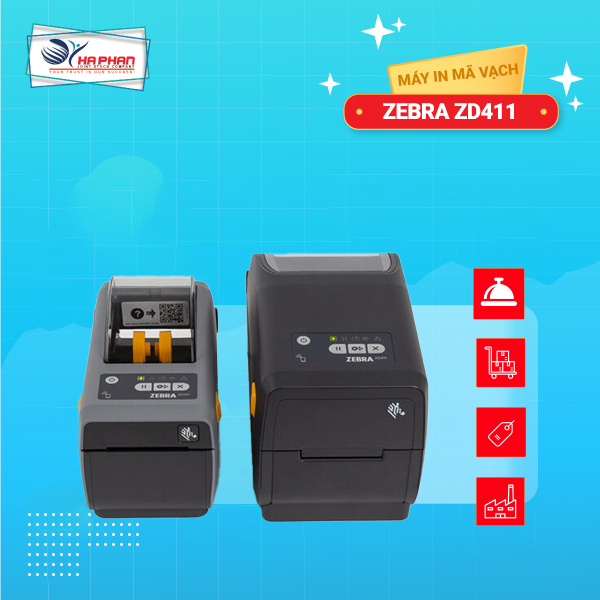 HA PHAN
JOINT STOCK COMPANY
YOUR TRUST IS OUR SUCCESS!
MÁY IN MÃ VẠCH
ZEBRA ZD411
?
ZEBRA
ZEBRA